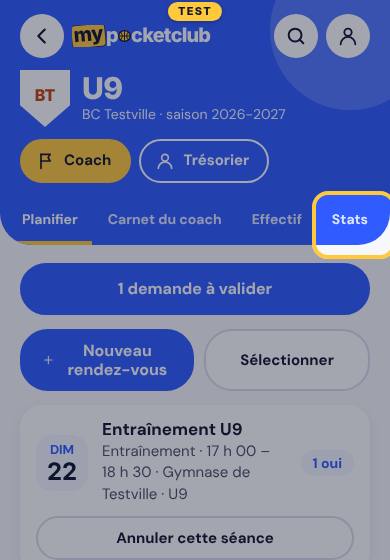 TEST
mypocketclub
BT
U9
BC Testville · saison 2026-2027
Coach
Trésorier
Planifier
Carnet du coach
Effectif
Stats
1 demande à valider
+ Nouveau
rendez-vous
Sélectionner
DIM
22
Entraînement U9
Entraînement · 17 h 00 –
18 h 30 · Gymnase de
Testville · U9
1 oui
Annuler cette séance